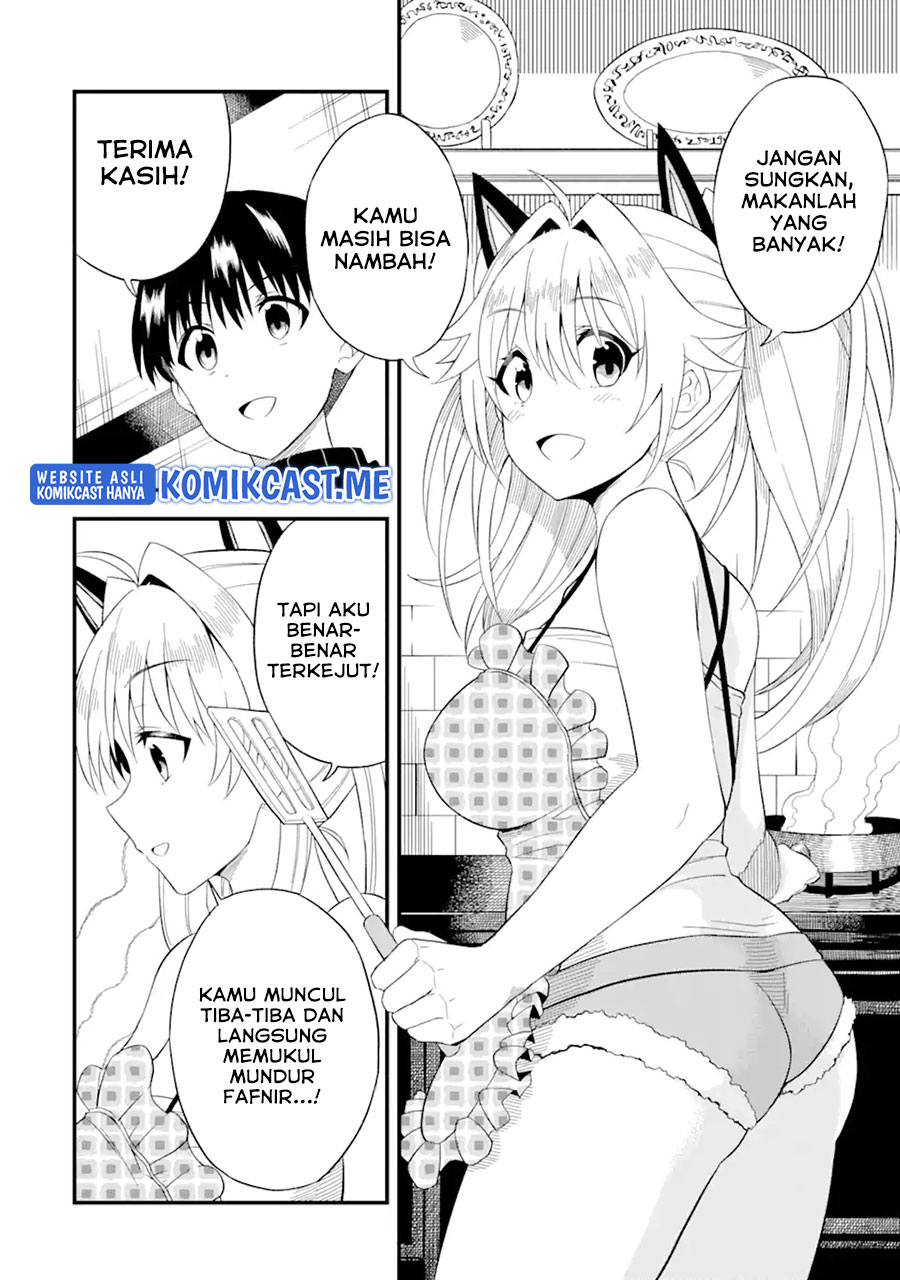 JANGAN
SUNGKAN,
MAKANLAH
YANG
BANYAK!
KAMU
MASIH BISA
NAMBAH!
TERIMA
KASIH!
WEBSITE ASLI
KOMIKCAST HANYA
KOMIKCAST.ME
TAPI AKU
BENAR-
BENAR
TERKEJUT!
KAMU MUNCUL
TIBA-TIBA DAN
LANGSUNG
MEMUKUL
MUNDUR
FAFNIR...!